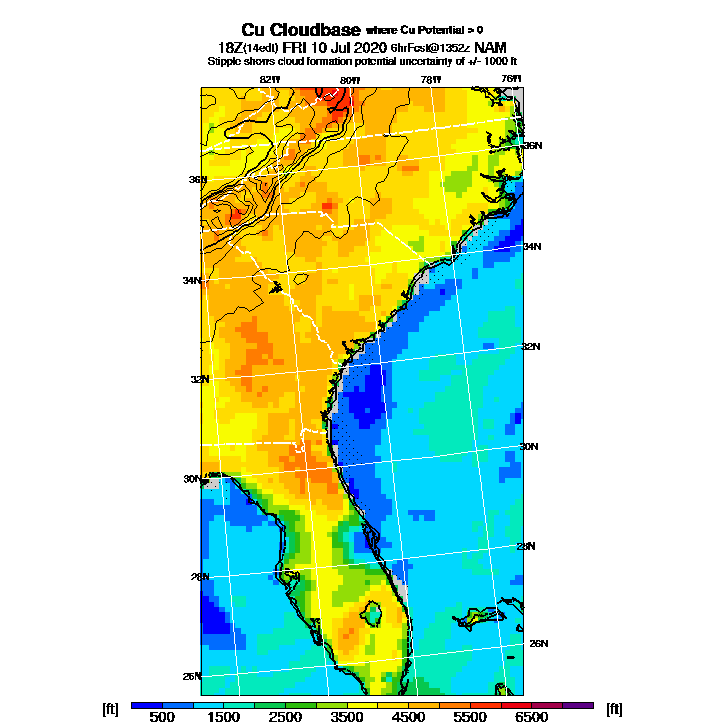 Cu Cloudbase where Cu Potential > 0
18Z(14edt) FRI 10 Jul 2020 6hrFcst@1352z NAM
Stipple shows cloud formation potential uncertainty of +/- 1000 ft
82W 80W 78W 76W
36N
36N
34N
34N
32N
32N
30N
30N
28N
28N
26N
26N
[ft] [ft]
500 1500 2500 3500 4500 5500 6500